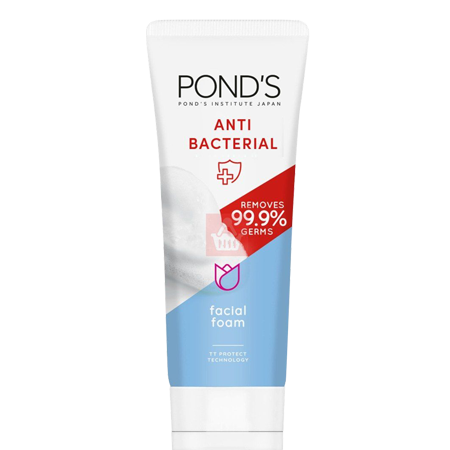 POND'S
POND'S INSTITUTE JAPAN
ANTI
BACTERIAL
REMOVES
99.9%
GERMS
facial
foam
TT PROTECT
TECHNOLOGY